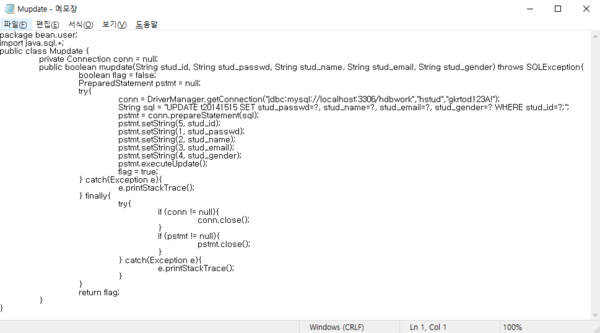 Mupdate - 메모장
파일(F) 편집(E) 서식(O) 보기(V) 도움말
package bean.user;
import java.sql.*;
public class Mupdate {
private Connection conn = null;
public boolean mupdate(String stud_id, String stud_passwd, String stud_name, String stud_email, String stud_gender) throws SQLException{
boolean flag = false;
PreparedStatement pstmt = null;
try{
conn = DriverManager.getConnection("jdbc:mysql://localhost:3306/hdbwork","hstud","gkrtod123A!");
String sql = "UPDATE t20141515 SET stud_passwd=?, stud_name=?, stud_email=?, stud_gender=? WHERE stud_id=?;";
pstmt = conn.prepareStatement(sql);
pstmt.setString(5, stud_id);
pstmt.setString(1, stud_passwd);
pstmt.setString(2, stud_name);
pstmt.setString(3, stud_email);
pstmt.setString(4, stud_gender);
pstmt.executeUpdate();
flag = true;
} catch(Exception e){
e.printStackTrace();
} finally{
try{
if (conn != null){
conn.close();
}
if (pstmt != null){
pstmt.close();
}
} catch(Exception e){
e.printStackTrace();
}
}
return flag;
}
}
Windows (CRLF) Ln 1, Col 1 100%